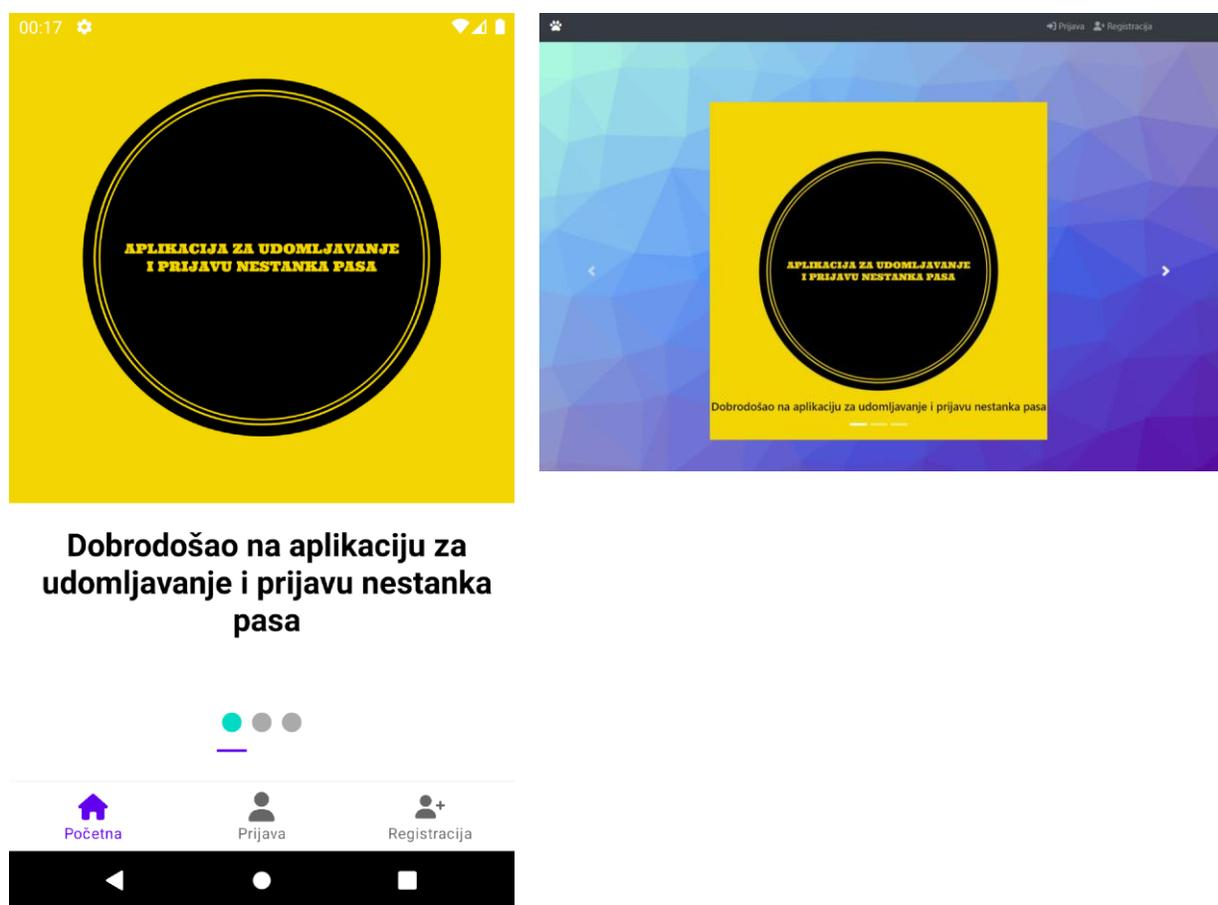 00:17
APLIKACIJA ZA UDOMLJAVANJE
I PRIJAVU NESTANKA PASA
Dobrodošao na aplikaciju za
udomljavanje i prijavu nestanka
pasa
Početna Prijava Registracija
Prijava Registracija
APLIKACIJA ZA UDOMLJAVANJE
I PRIJAVU NESTANKA PASA
Dobrodošao na aplikaciju za udomljavanje i prijavu nestanka pasa